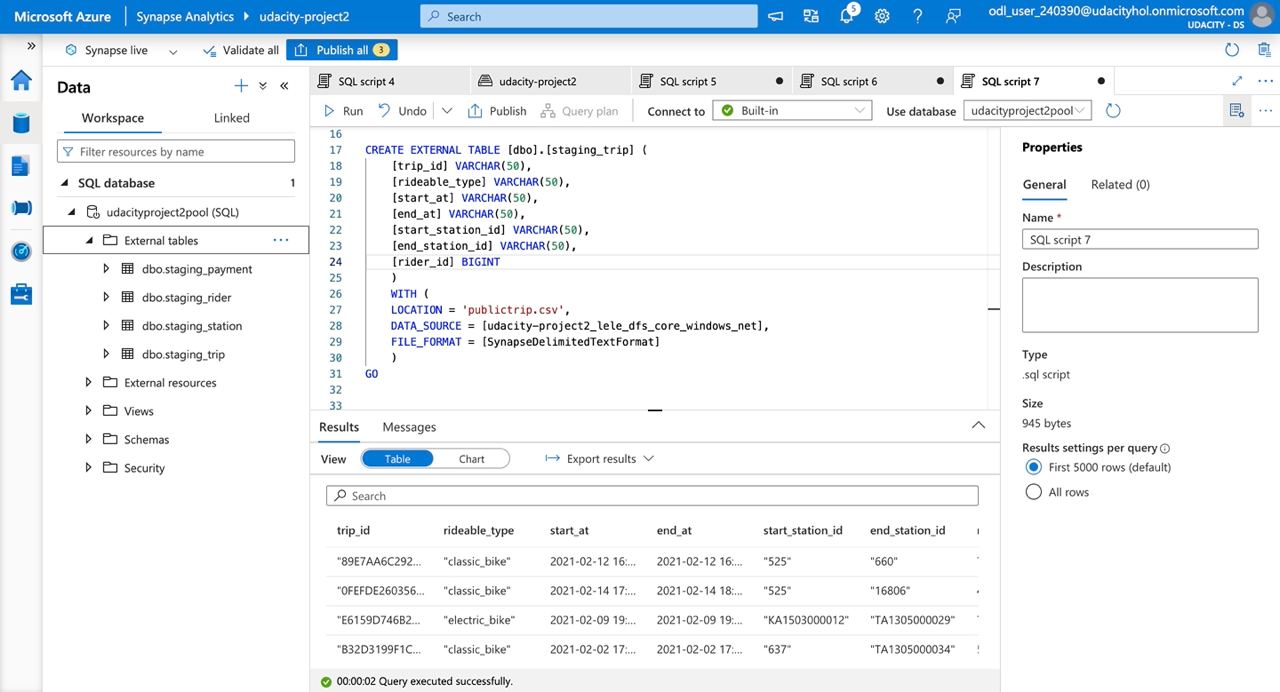 Microsoft Azure Synapse Analytics udacity-project2 Search 5 odl_user_240390@udacityhol.onmicrosoft.com
UDACITY - DS
Synapse live Validate all Publish all 3
Data
Workspace Linked
Filter resources by name
SQL database 1
udacityproject2pool (SQL)
External tables
dbo.staging_payment
dbo.staging_rider
dbo.staging_station
dbo.staging_trip
External resources
Views
Schemas
Security
SQL script 4 udacity-project2 SQL script 5 SQL script 6 SQL script 7
Run Undo Publish Query plan Connect to Built-in Use database udacityproject2pool
16
17 CREATE EXTERNAL TABLE [dbo].[staging_trip] (
18 [trip_id] VARCHAR(50),
19 [rideable_type] VARCHAR(50),
20 [start_at] VARCHAR(50),
21 [end_at] VARCHAR(50),
22 [start_station_id] VARCHAR(50),
23 [end_station_id] VARCHAR(50),
24 [rider_id] BIGINT
25 )
26 WITH (
27 LOCATION = 'publictrip.csv',
28 DATA_SOURCE = [udacity-project2_lele_dfs_core_windows_net],
29 FILE_FORMAT = [SynapseDelimitedTextFormat]
30 )
31 GO
32
33
Results Messages
View Table Chart Export results
Search
trip_id rideable_type start_at end_at start_station_id end_station_id
"89E7AA6C292... "classic_bike" 2021-02-12 16:... 2021-02-12 16:... "525" "660"
"0FEFDE260356... "classic_bike" 2021-02-14 17:... 2021-02-14 18:... "525" "16806"
"E6159D746B2... "electric_bike" 2021-02-09 19:... 2021-02-09 19:... "KA1503000012" "TA1305000029"
"B32D3199F1C... "classic_bike" 2021-02-02 17:... 2021-02-02 17:... "637" "TA1305000034"
00:00:02 Query executed successfully.
Properties
General Related (0)
Name *
SQL script 7
Description
Type
.sql script
Size
945 bytes
Results settings per query
First 5000 rows (default)
All rows